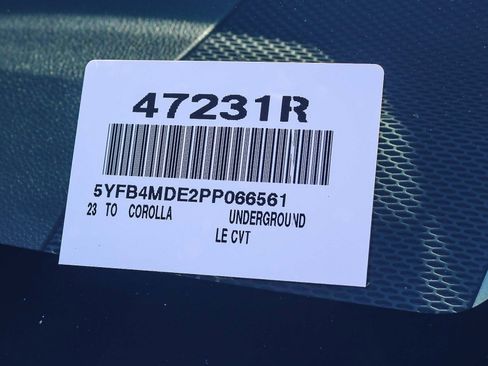 47231R
5YFB4MDE2PP066561
23 TO COROLLA UNDERGROUND
LE CVT